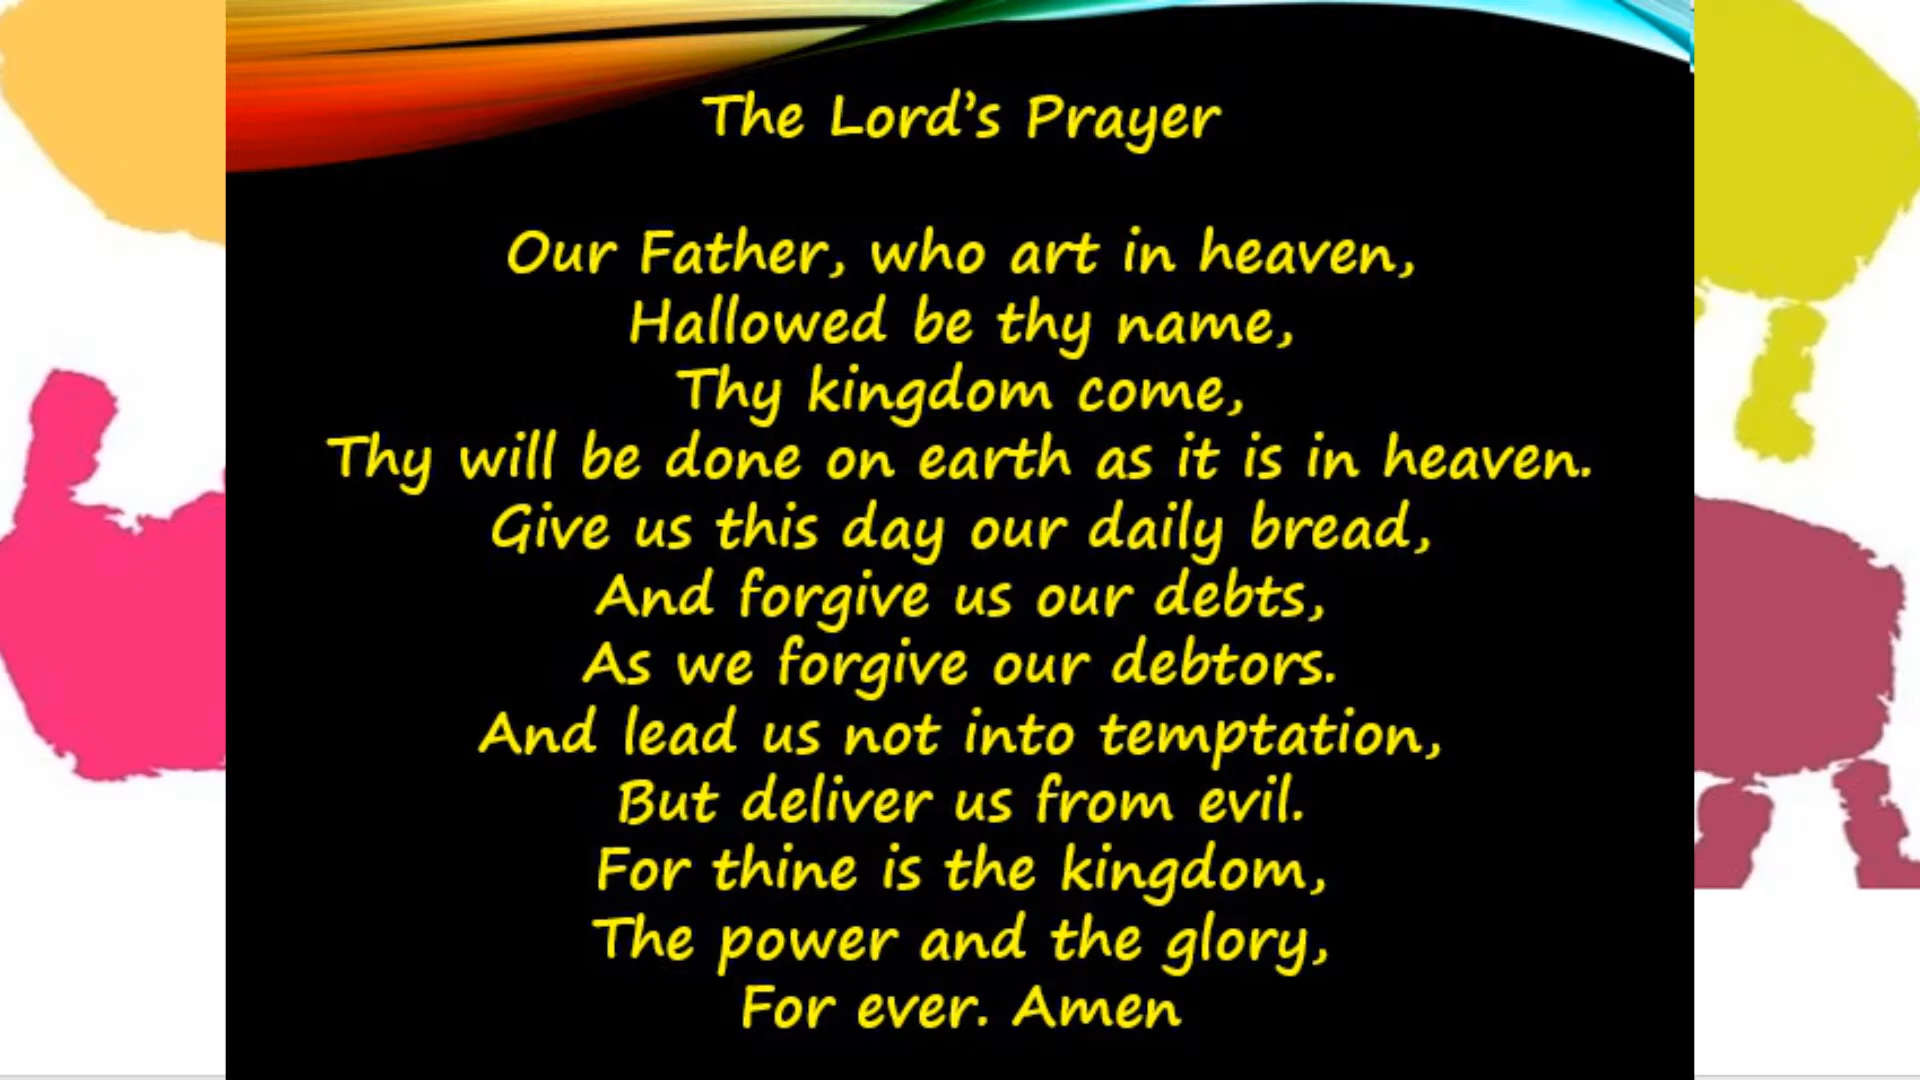 The Lord’s Prayer
Our Father, who art in heaven,
Hallowed be thy name,
Thy kingdom come,
Thy will be done on earth as it is in heaven.
Give us this day our daily bread,
And forgive us our debts,
As we forgive our debtors.
And lead us not into temptation,
But deliver us from evil.
For thine is the kingdom,
The power and the glory,
For ever. Amen